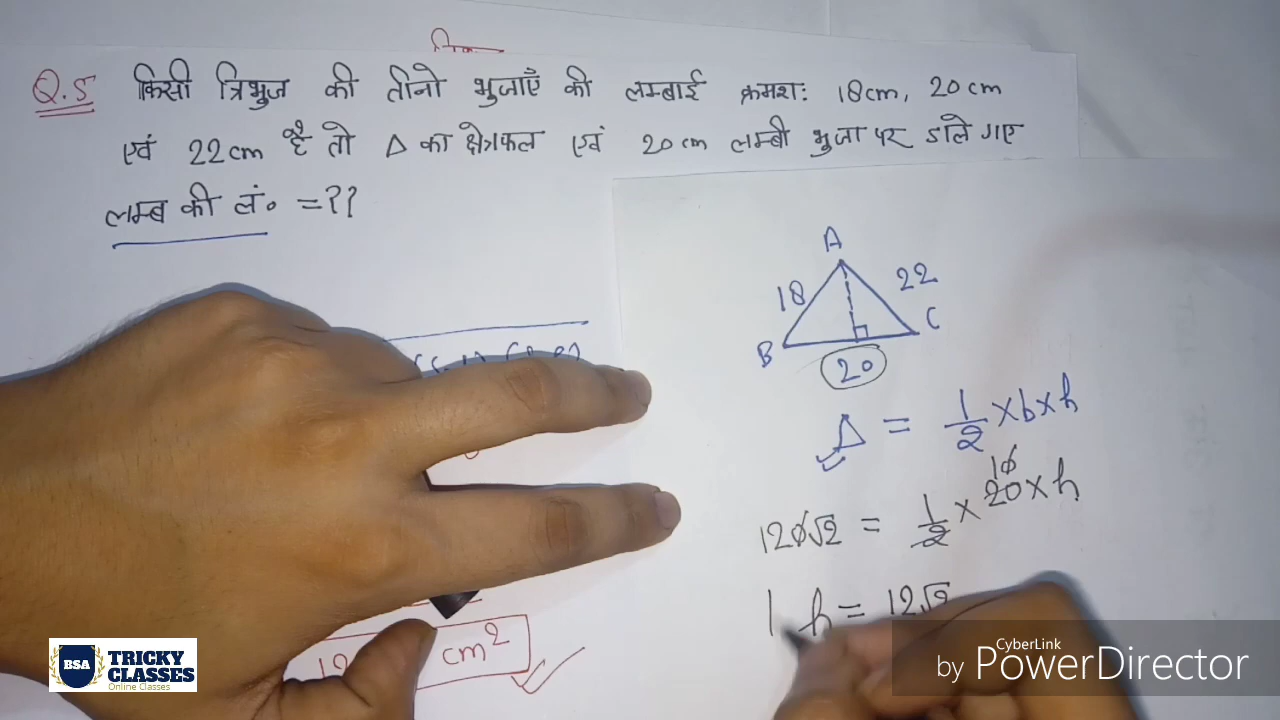 Q.5 किसी त्रिभुज की तीनो भुजाएँ की लम्बाई क्रमश: 18cm, 20cm
एवं 22cm है तो Δ का क्षेत्रफल एवं 20cm लम्बी भुजा पर डाले गए
लम्ब की लं० =??
A
18 22
B C
20
Δ = 1/2 × b × h
10
120√2 = 1/2 × 20 × h
h = 12√2
cm²
BSA TRICKY CLASSES
Online Classes
CyberLink
by PowerDirector